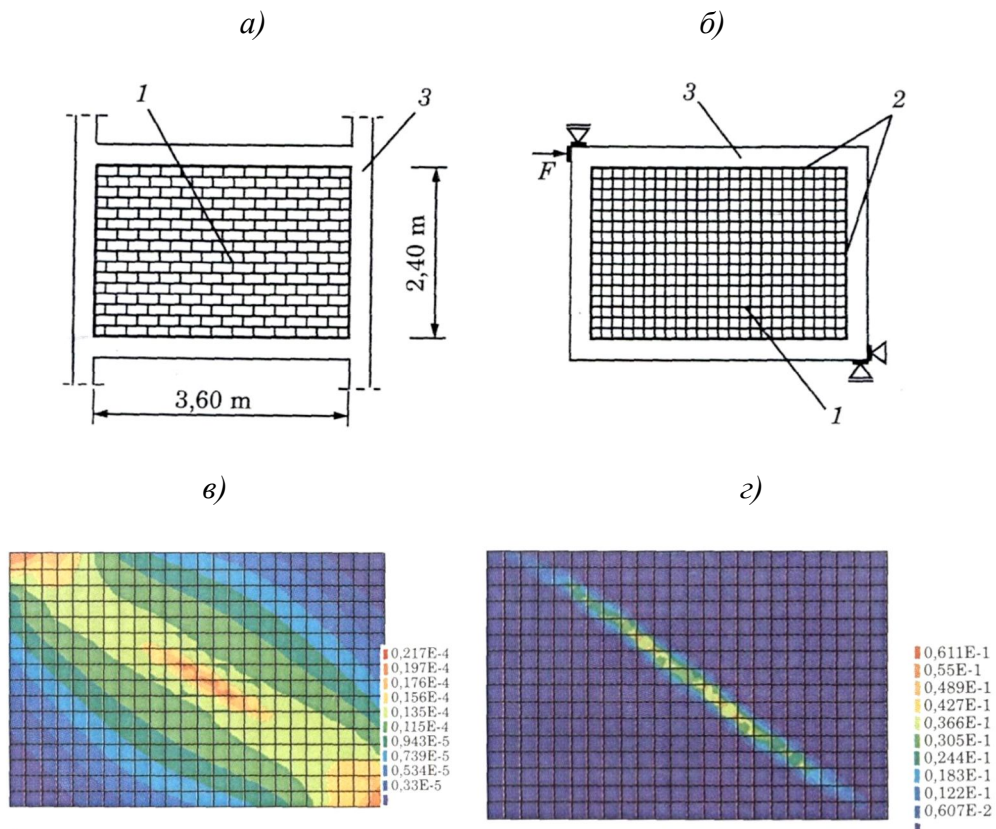 а)
б)
1
3
2,40 m
3,60 m
3
2
F
1
в)
г)
0,217E-4
0,197E-4
0,176E-4
0,156E-4
0,135E-4
0,115E-4
0,943E-5
0,739E-5
0,534E-5
0,33E-5
0,611E-1
0,55E-1
0,489E-1
0,427E-1
0,366E-1
0,305E-1
0,244E-1
0,183E-1
0,122E-1
0,607E-2